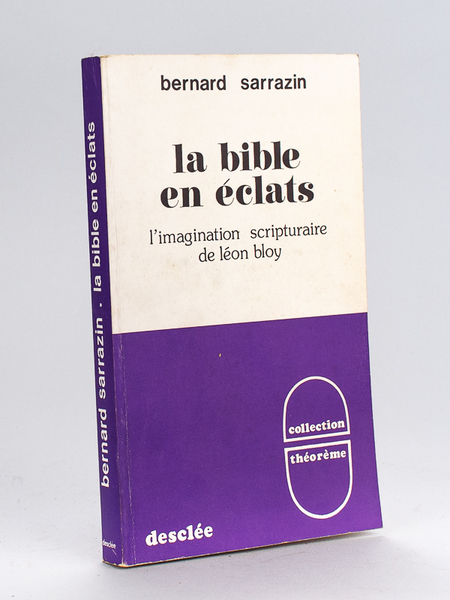 bernard sarrazin
la bible
en éclats
l'imagination scripturaire
de léon bloy
collection
théorème
desclée
bernard sarrazin . la bible en éclats
desclée